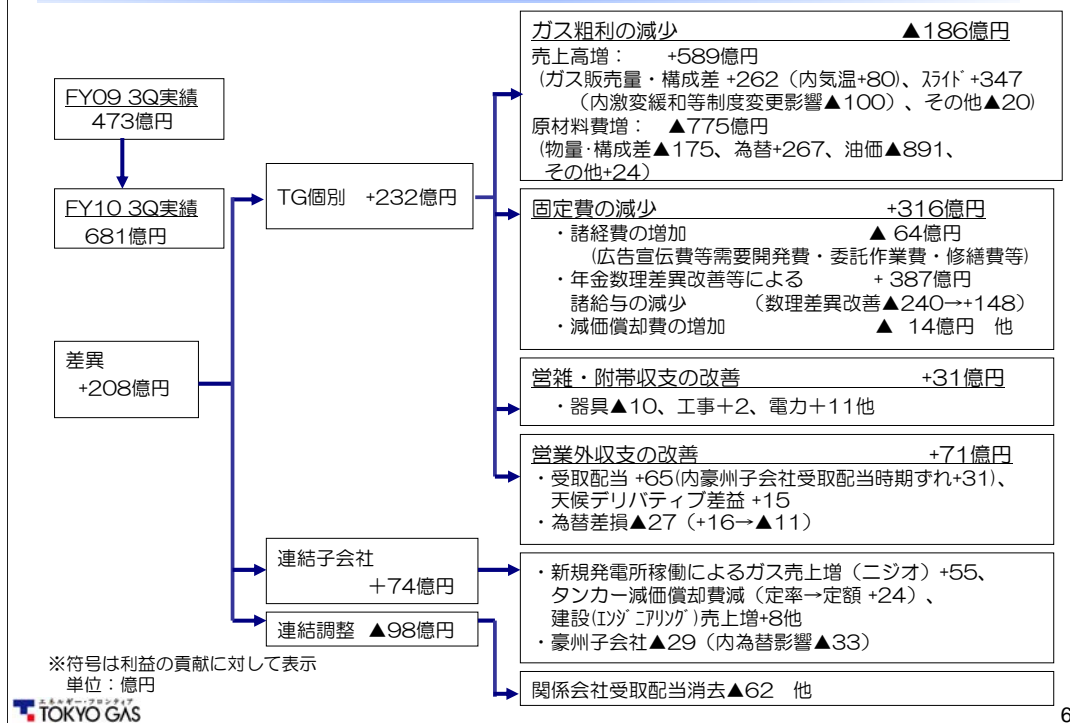 FY09 3Q実績
473億円
FY10 3Q実績
681億円
差異
+208億円
TG個別 +232億円
連結子会社
＋74億円
連結調整 ▲98億円
ガス粗利の減少 ▲186億円
売上高増： +589億円
(ガス販売量・構成差 +262（内気温+80)、ｽﾗｲﾄﾞ+347
（内激変緩和等制度変更影響▲100）、その他▲20)
原材料費増： ▲775億円
(物量･構成差▲175、為替+267、油価▲891、
その他+24）
固定費の減少 +316億円
・諸経費の増加 ▲ 64億円
(広告宣伝費等需要開発費・委託作業費・修繕費等)
・年金数理差異改善等による + 387億円
諸給与の減少 （数理差異改善▲240→+148）
・減価償却費の増加 ▲ 14億円 他
営雑・附帯収支の改善 +31億円
・器具▲10、工事＋2、電力＋11他
営業外収支の改善 +71億円
・受取配当 +65(内豪州子会社受取配当時期ずれ+31)、
天候デリバティブ差益 +15
・為替差損▲27（+16→▲11）
・新規発電所稼働によるガス売上増（ニジオ）+55、
タンカー減価償却費減（定率→定額 +24）、
建設(ｴﾝｼﾞﾆｱﾘﾝｸﾞ)売上増+8他
・豪州子会社▲29（内為替影響▲33）
関係会社受取配当消去▲62 他
※符号は利益の貢献に対して表示
単位：億円
エネルギー・フロンティア
TOKYO GAS
6